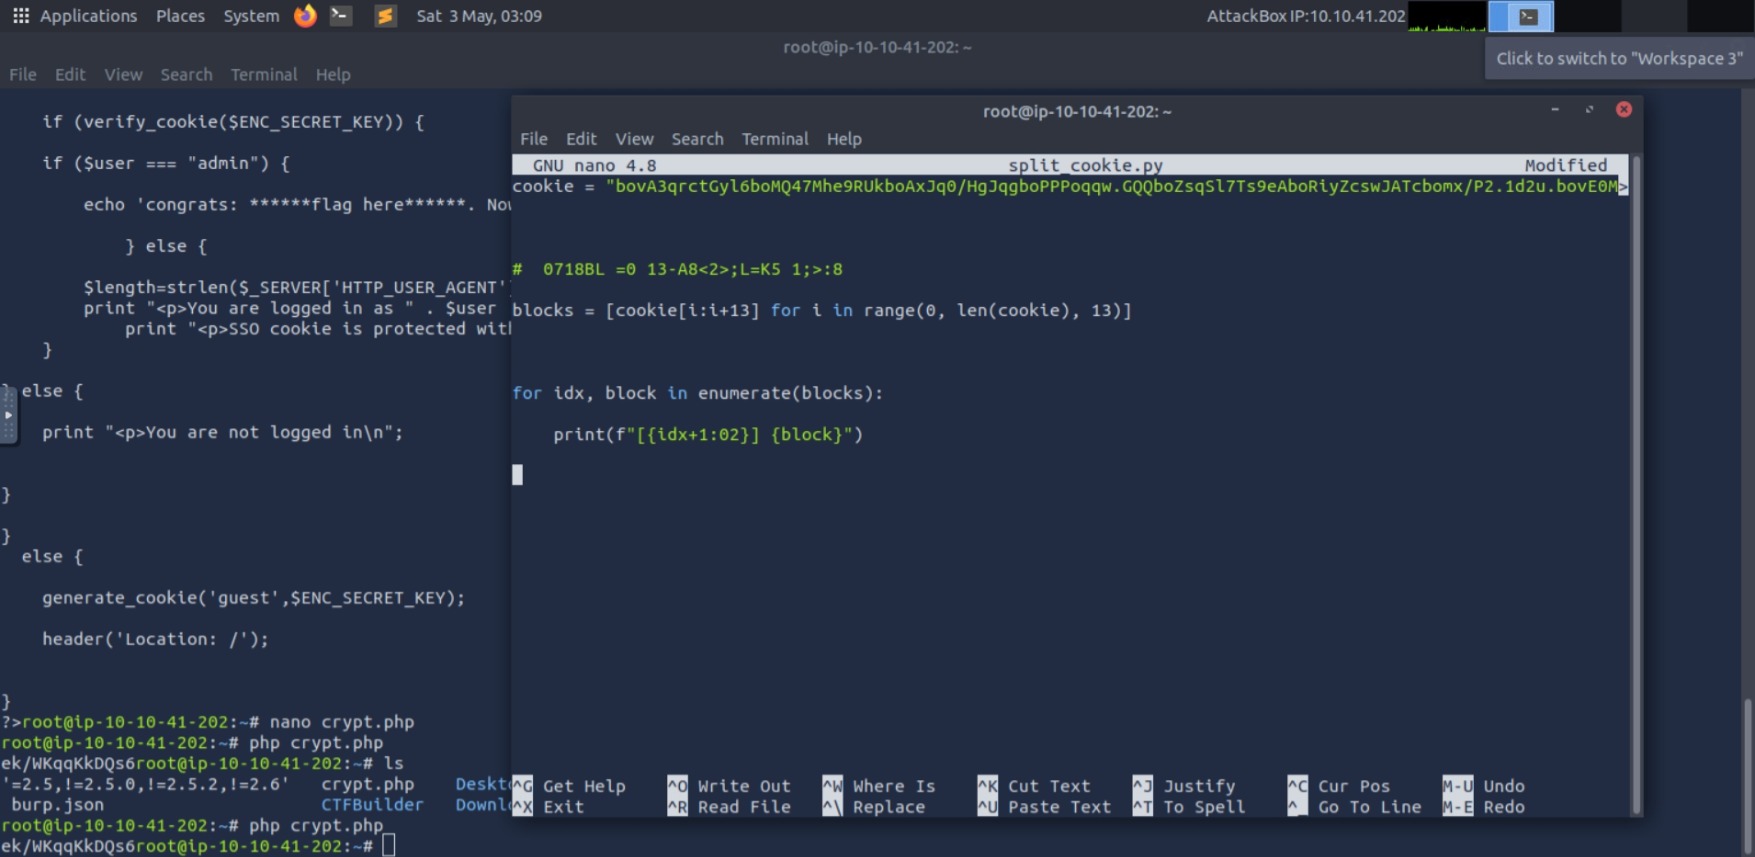 Applications Places System Sat 3 May, 03:09 AttackBox IP:10.10.41.202
root@ip-10-10-41-202: ~
Click to switch to "Workspace 3"
File Edit View Search Terminal Help
if (verify_cookie($ENC_SECRET_KEY)) {
if ($user === "admin") {
echo 'congrats: ******flag here******. Now
} else {
$length=strlen($_SERVER['HTTP_USER_AGENT']
print "<p>You are logged in as " . $user
print "<p>SSO cookie is protected with
}
} else {
print "<p>You are not logged in\n";
}
}
else {
generate_cookie('guest',$ENC_SECRET_KEY);
header('Location: /');
}
?>root@ip-10-10-41-202:~# nano crypt.php
root@ip-10-10-41-202:~# php crypt.php
ek/WKqqKkDQs6root@ip-10-10-41-202:~# ls
'=2.5,!=2.5.0,!=2.5.2,!=2.6' crypt.php Deskto
burp.json CTFBuilder Downl
root@ip-10-10-41-202:~# php crypt.php
ek/WKqqKkDQs6root@ip-10-10-41-202:~#
root@ip-10-10-41-202: ~
File Edit View Search Terminal Help
GNU nano 4.8 split_cookie.py Modified
cookie = "bovA3qrctGyl6boMQ47Mhe9RUkboAxJq0/HgJqgboPPPoqqw.GQQboZsqSl7Ts9eAboRiyZcswJATcbomx/P2.1d2u.bovE0M>
# 0718BL =0 13-A8<2>;L=K5 1;>:8
blocks = [cookie[i:i+13] for i in range(0, len(cookie), 13)]
for idx, block in enumerate(blocks):
print(f"[{idx+1:02}] {block}")
^G Get Help ^O Write Out ^W Where Is ^K Cut Text ^J Justify ^C Cur Pos M-U Undo
^X Exit ^R Read File ^\ Replace ^U Paste Text ^T To Spell ^_ Go To Line M-E Redo